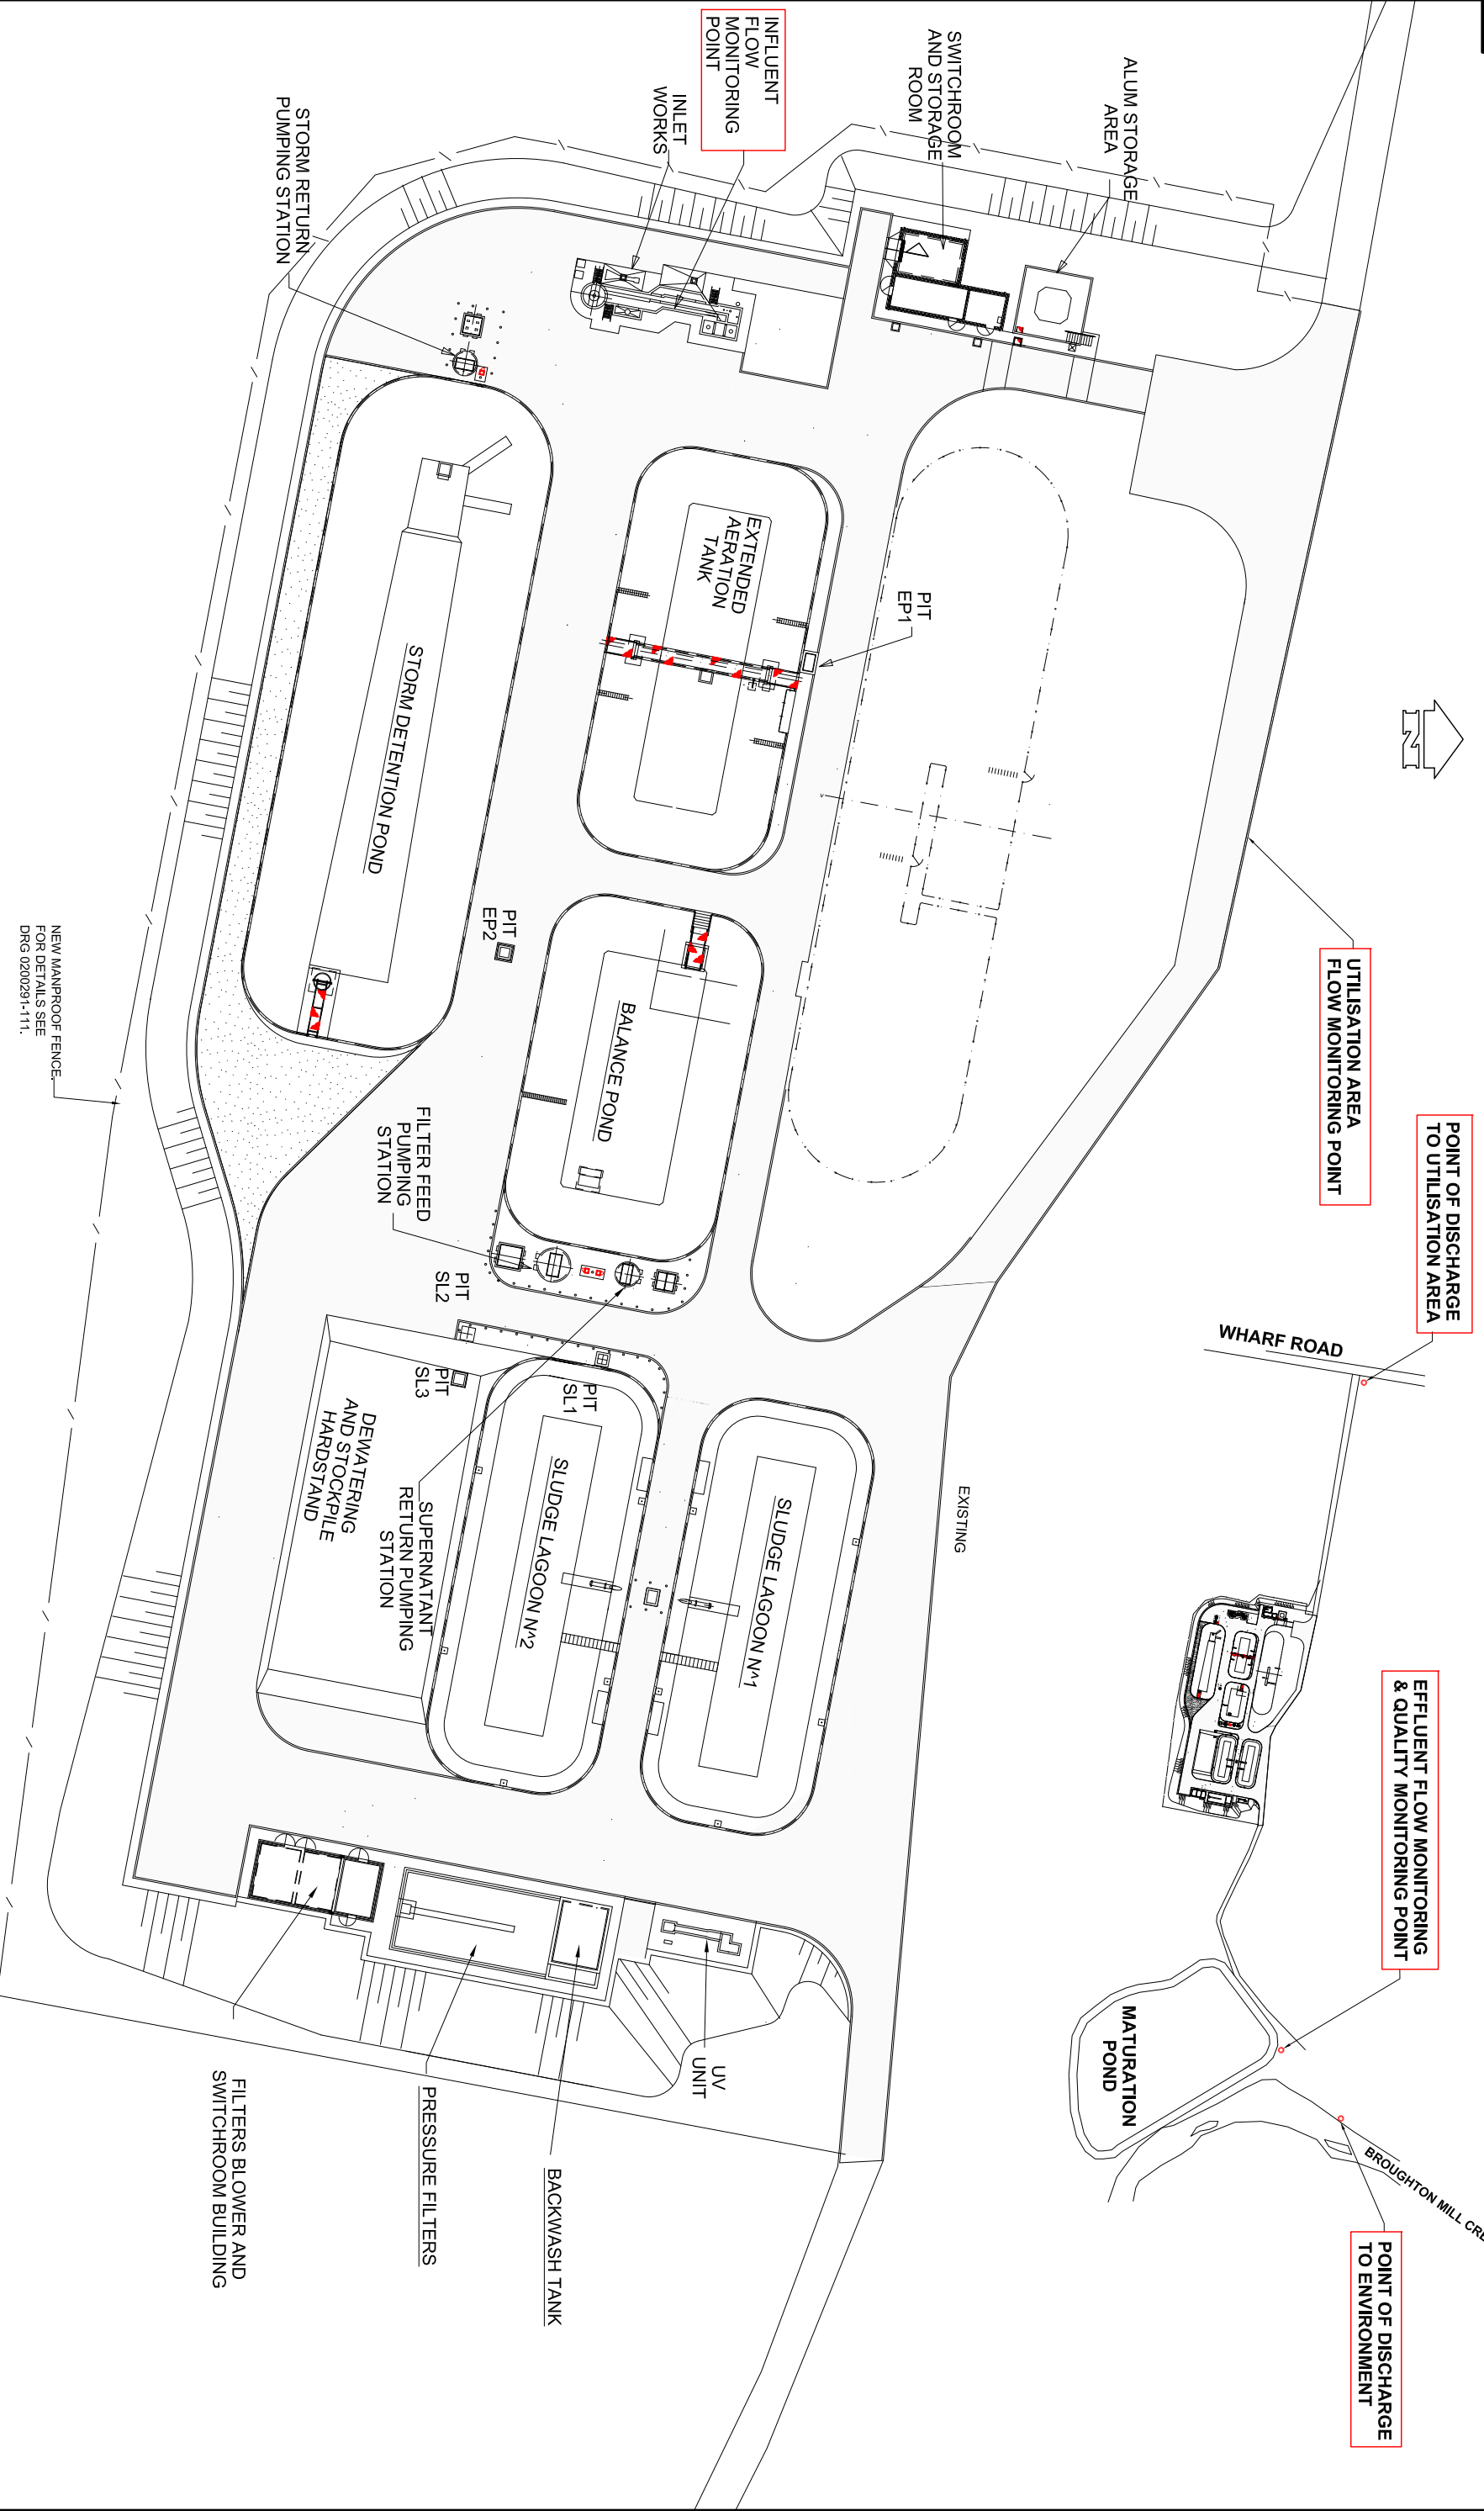 ALUM STORAGE
AREA
SWITCHROOM
AND STORAGE
ROOM
INFLUENT
FLOW
MONITORING
POINT
INLET
WORKS
STORM RETURN
PUMPING STATION
EXTENDED
AERATION
TANK
PIT
EP1
STORM DETENTION POND
N
UTILISATION AREA
FLOW MONITORING POINT
POINT OF DISCHARGE
TO UTILISATION AREA
WHARF ROAD
PIT
EP2
BALANCE POND
NEW MANPROOF FENCE.
FOR DETAILS SEE
DRG 0200291-111.
FILTER FEED
PUMPING
STATION
PIT
SL2
PIT
SL3
PIT
SL1
DEWATERING
AND STOCKPILE
HARDSTAND
SUPERNATANT
RETURN PUMPING
STATION
SLUDGE LAGOON N^2
SLUDGE LAGOON N^1
EXISTING
EFFLUENT FLOW MONITORING
& QUALITY MONITORING POINT
MATURATION
POND
BROUGHTON MILL CRE
POINT OF DISCHARGE
TO ENVIRONMENT
UV
UNIT
BACKWASH TANK
PRESSURE FILTERS
FILTERS BLOWER AND
SWITCHROOM BUILDING